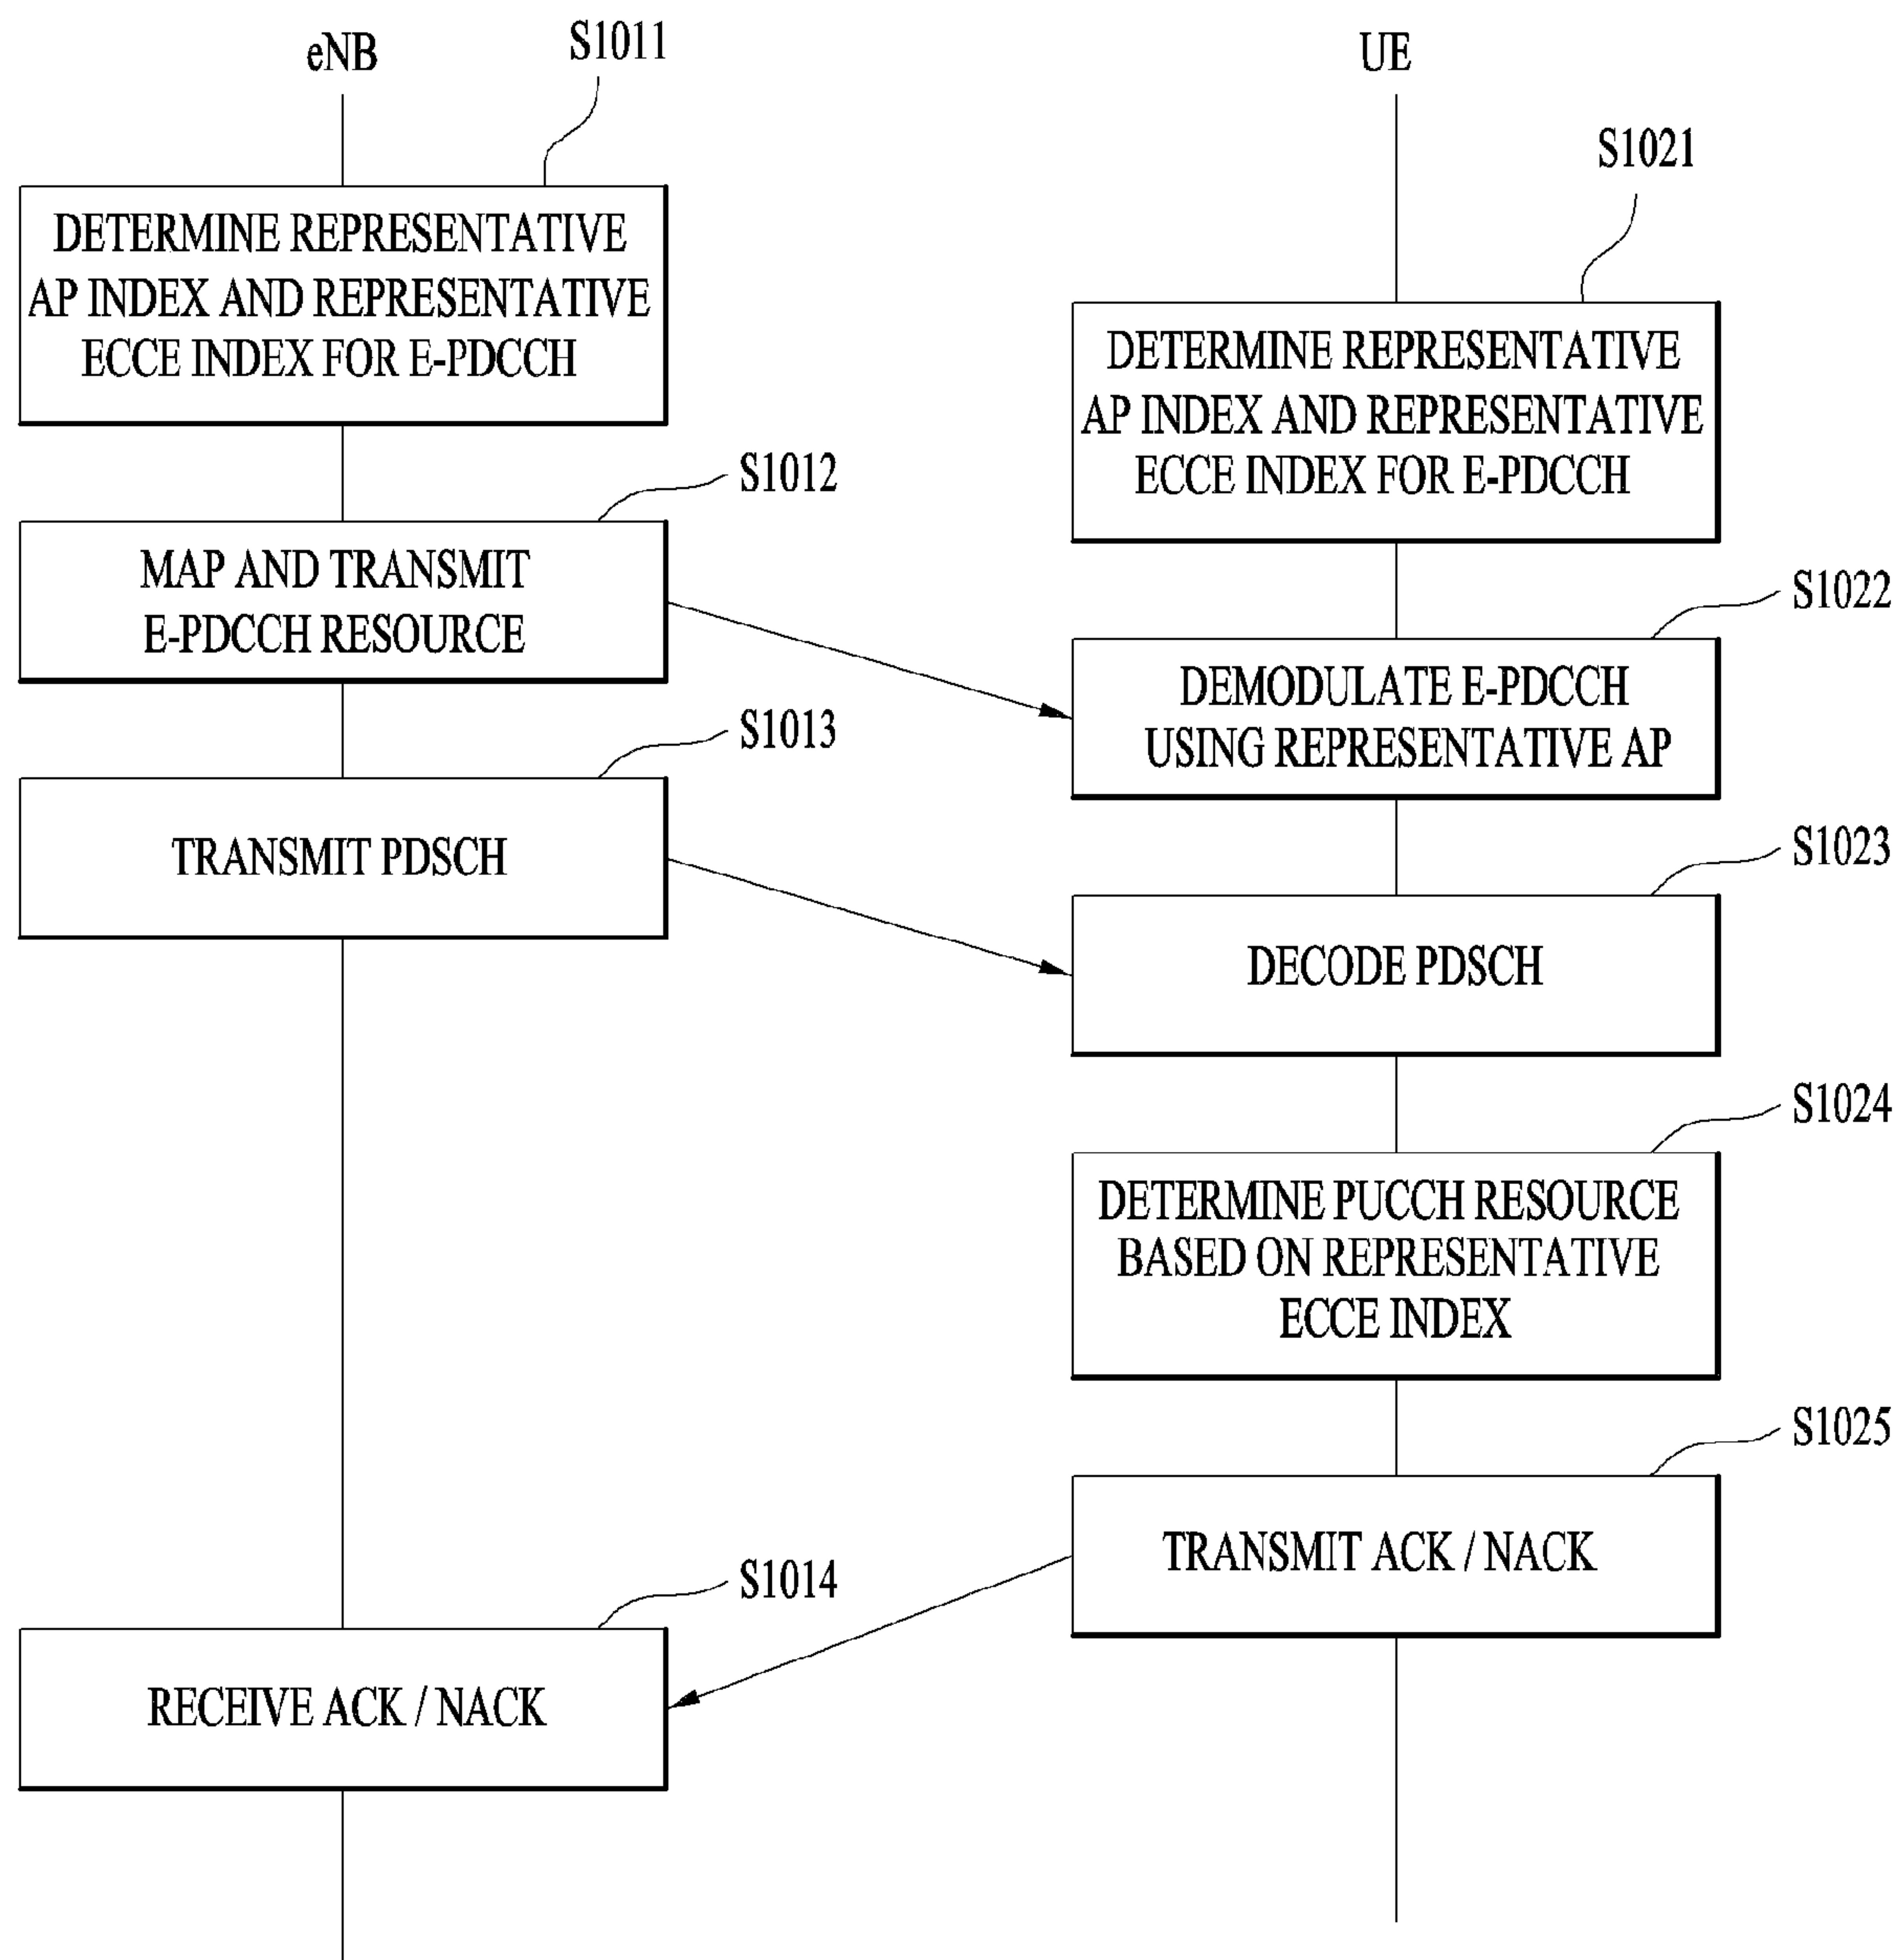 eNB
S1011
UE
S1021
DETERMINE REPRESENTATIVE
AP INDEX AND REPRESENTATIVE
ECCE INDEX FOR E-PDCCH
DETERMINE REPRESENTATIVE
AP INDEX AND REPRESENTATIVE
ECCE INDEX FOR E-PDCCH
S1012
MAP AND TRANSMIT
E-PDCCH RESOURCE
S1022
DEMODULATE E-PDCCH
USING REPRESENTATIVE AP
S1013
TRANSMIT PDSCH
S1023
DECODE PDSCH
S1024
DETERMINE PUCCH RESOURCE
BASED ON REPRESENTATIVE
ECCE INDEX
S1025
TRANSMIT ACK / NACK
S1014
RECEIVE ACK / NACK